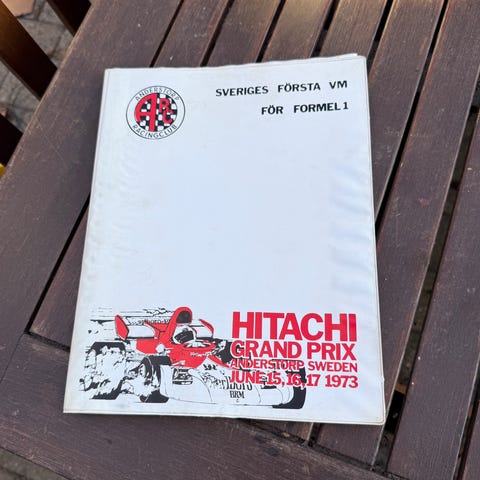 ANDERSTORP
RACINGCLUB
SVERIGES FÖRSTA VM
FÖR FORMEL 1
HITACHI
GRAND PRIX
ANDERSTORP SWEDEN
JUNE 15, 16, 17 1973
BRM